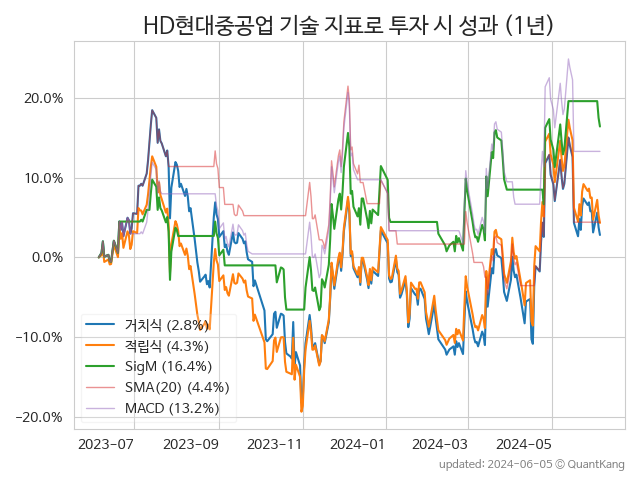 HD현대중공업 기술 지표로 투자 시 성과 (1년)
20.0%
10.0%
0.0%
−10.0%
−20.0%
거치식 (2.8%)
적립식 (4.3%)
SigM (16.4%)
SMA(20) (4.4%)
MACD (13.2%)
2023-07 2023-09 2023-11 2024-01 2024-03 2024-05
updated: 2024-06-05 ⓒ QuantKang